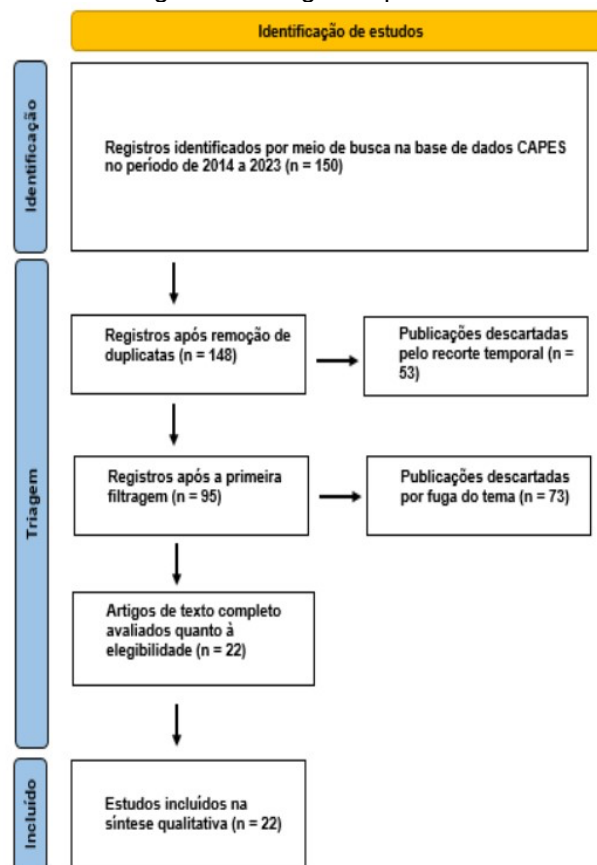 Identificação de estudos
Identificação
Registros identificados por meio de busca na base de dados CAPES
no período de 2014 a 2023 (n = 150)
Triagem
Registros após remoção de
duplicatas (n = 148)
Publicações descartadas
pelo recorte temporal (n =
53)
Registros após a primeira
filtragem (n = 95)
Publicações descartadas
por fuga do tema (n = 73)
Artigos de texto completo
avaliados quanto à
elegibilidade (n = 22)
Incluído
Estudos incluídos na
síntese qualitativa (n = 22)